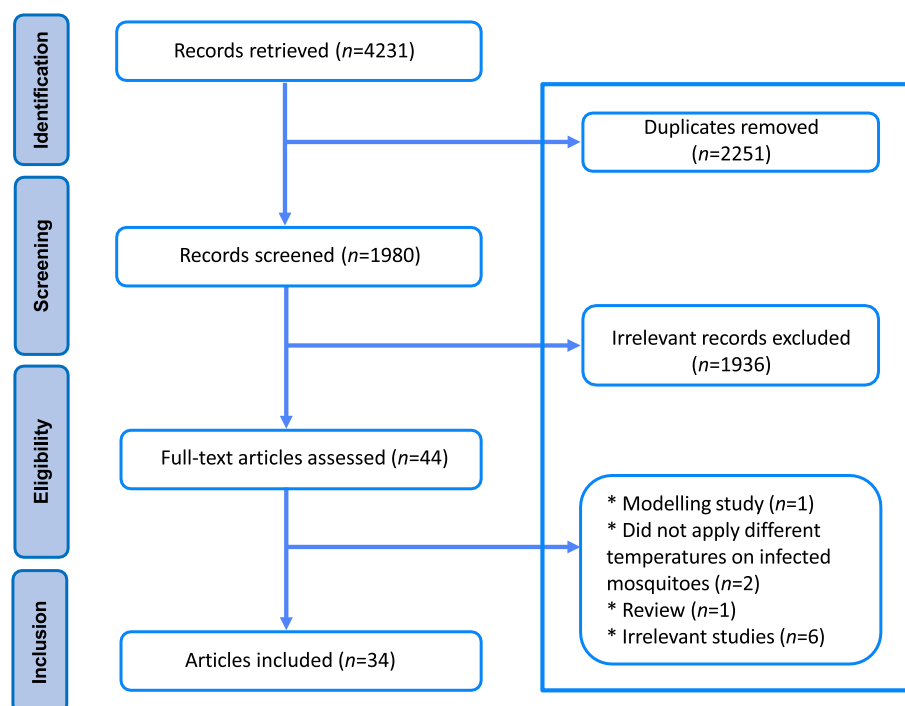 Identification
Records retrieved (n=4231)
Duplicates removed
(n=2251)
Screening
Records screened (n=1980)
Irrelevant records excluded
(n=1936)
Eligibility
Full-text articles assessed (n=44)
* Modelling study (n=1)
* Did not apply different
temperatures on infected
mosquitoes (n=2)
* Review (n=1)
* Irrelevant studies (n=6)
Inclusion
Articles included (n=34)